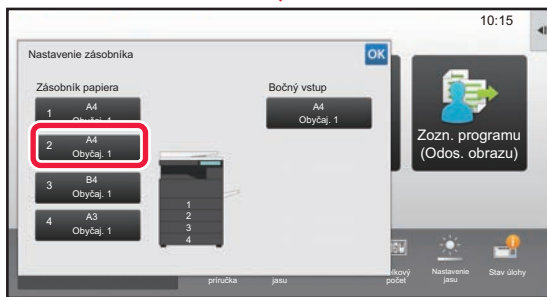 10:15
Nastavenie zásobníka
OK
Zásobník papiera
Bočný vstup
1 A4
Obyčaj. 1
2 A4
Obyčaj. 1
3 B4
Obyčaj. 1
4 A3
Obyčaj. 1
A4
Obyčaj. 1
1
2
3
4
Zozn. programu
(Odos. obrazu)
príručka
jasu
počet
Nastavenie
jasu
Stav úlohy